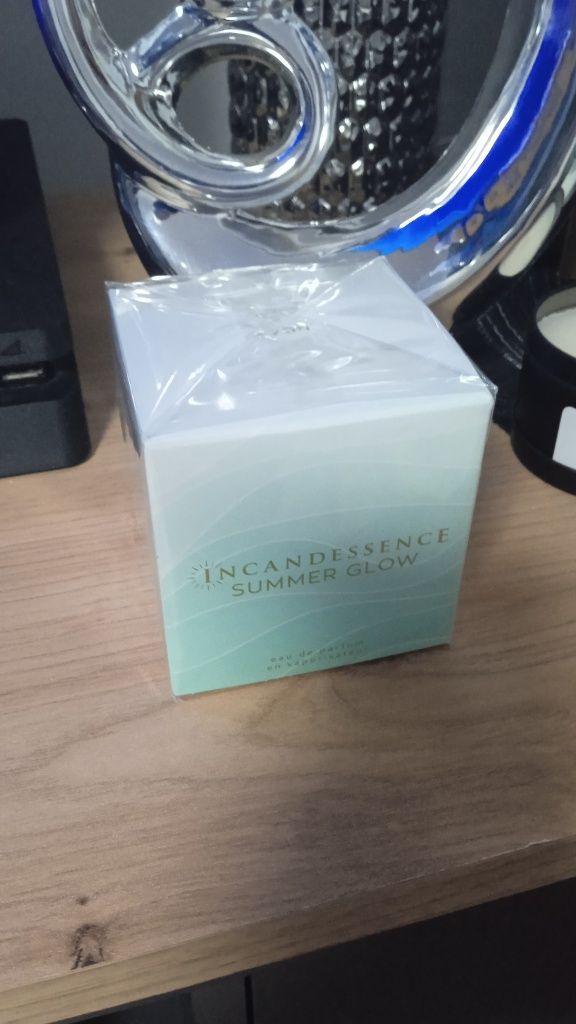 INCANDESSENCE
SUMMER GLOW
eau de parfum
en vaporisateur